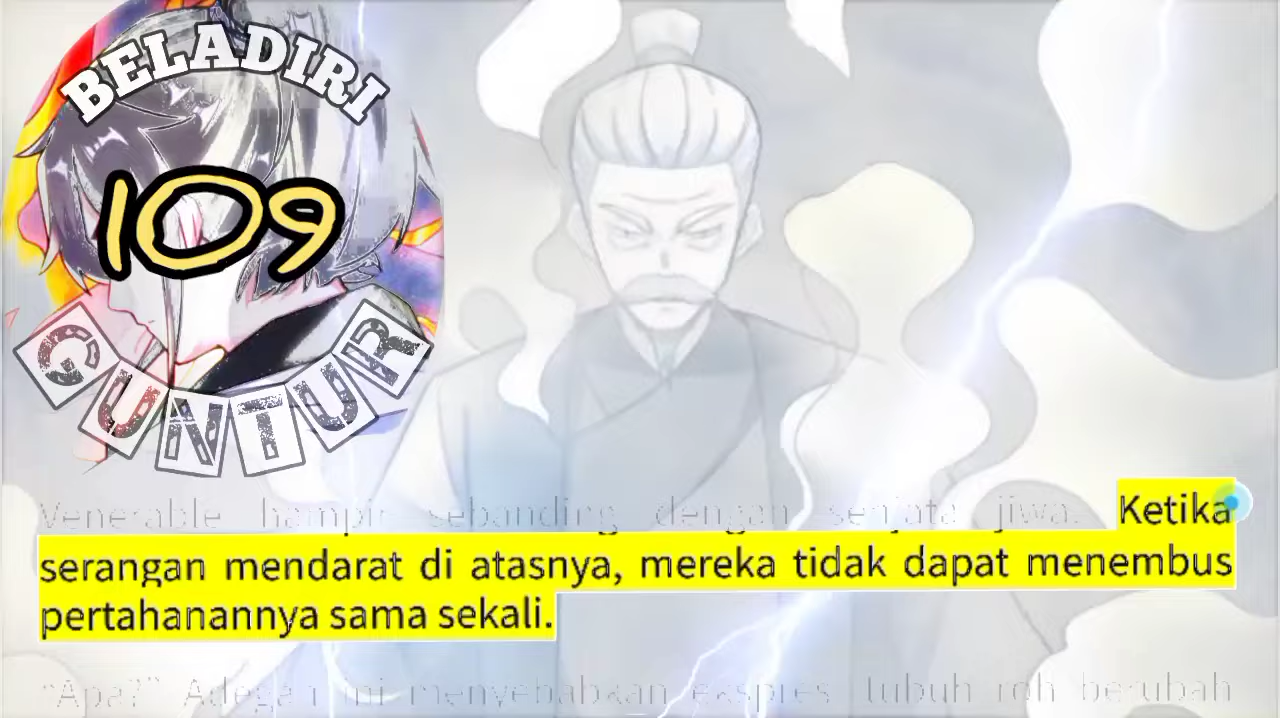 BELADIRI
109
GUNTUR
Venerable hampir sebanding dengan senjata jiwa. Ketika
serangan mendarat di atasnya, mereka tidak dapat menembus
pertahanannya sama sekali.
"Apa?" Adegan ini menyebabkan ekspresi tubuh roh berubah